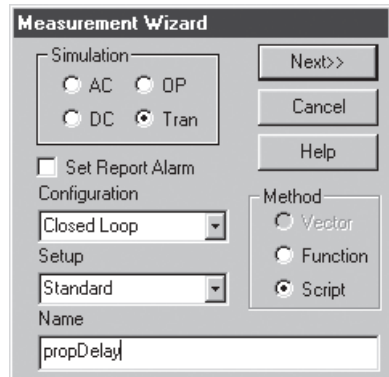 Measurement Wizard
Simulation
AC OP
DC Tran
Next>>
Cancel
Help
Set Report Alarm
Configuration
Closed Loop
Setup
Standard
Method
Vector
Function
Script
Name
propDelay